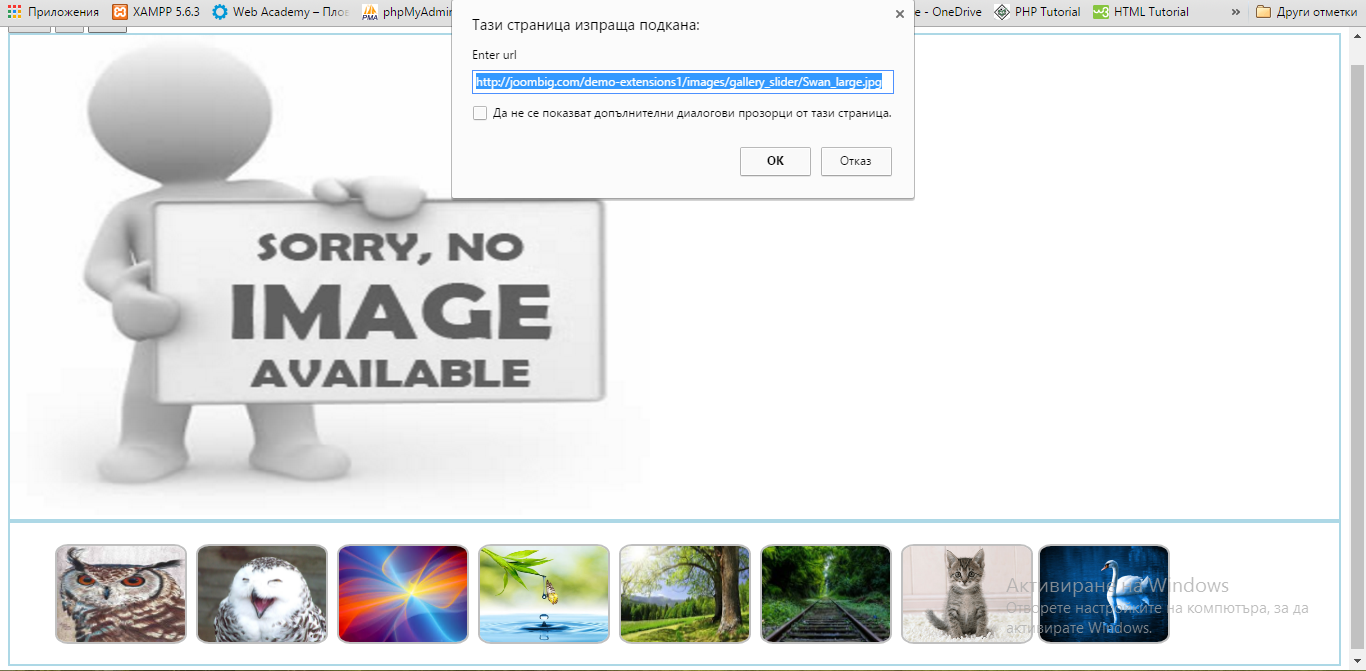 Приложения XAMPP 5.6.3 Web Academy – Плов phpMyAdmin e - OneDrive PHP Tutorial HTML Tutorial » Други отметки
Тази страница изпраща подкана:
Enter url
http://joombig.com/demo-extensions1/images/gallery_slider/Swan_large.jpg
Да не се показват допълнителни диалогови прозорци от тази страница.
OK Отказ
SORRY, NO
IMAGE
AVAILABLE
Активиране на Windows
Отворете настройките на компютъра, за да
активирате Windows.